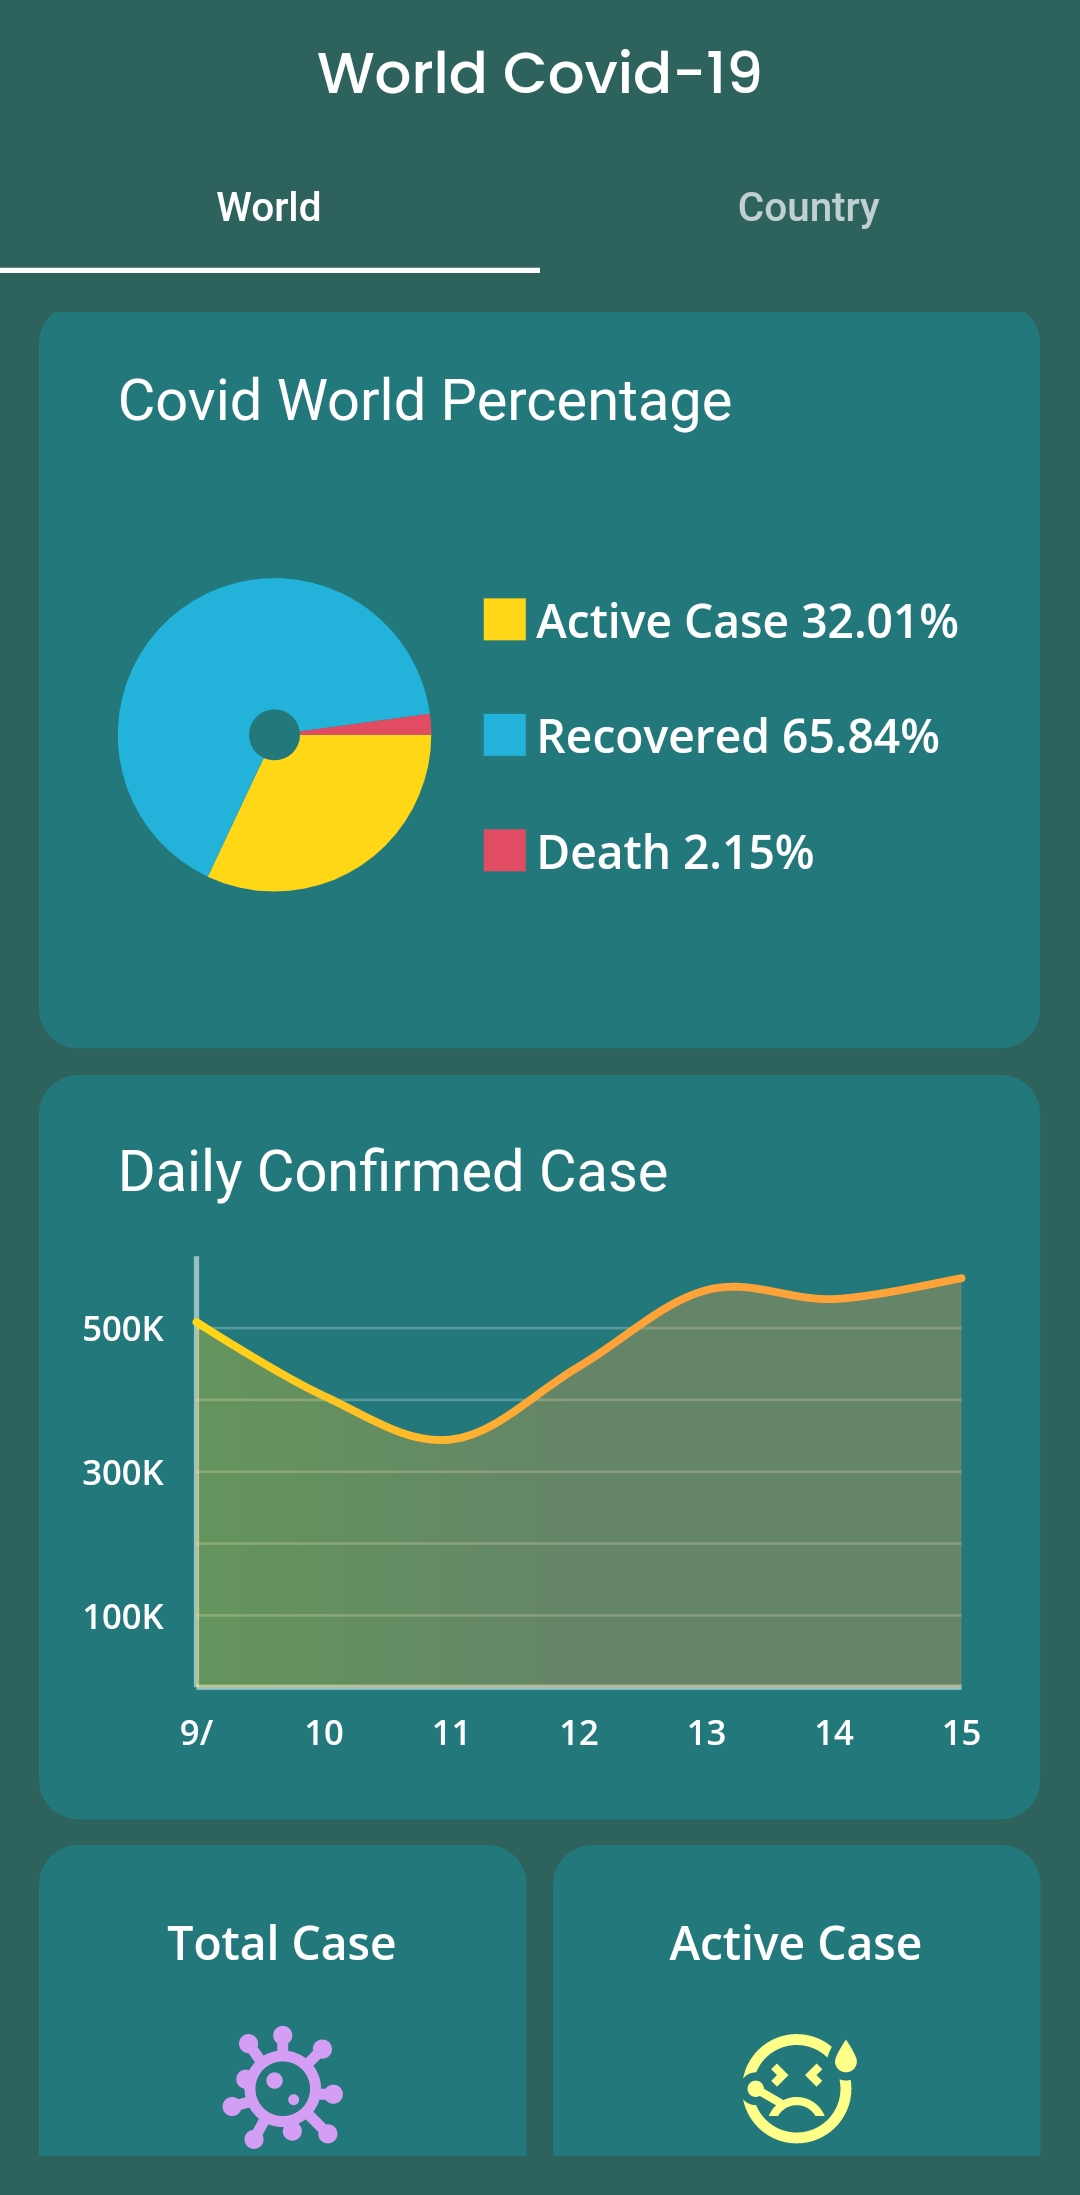 World Covid-19
World
Country
Covid World Percentage
Active Case 32.01%
Recovered 65.84%
Death 2.15%
Daily Confirmed Case
500K
300K
100K
9/ 10 11 12 13 14 15
Total Case
Active Case